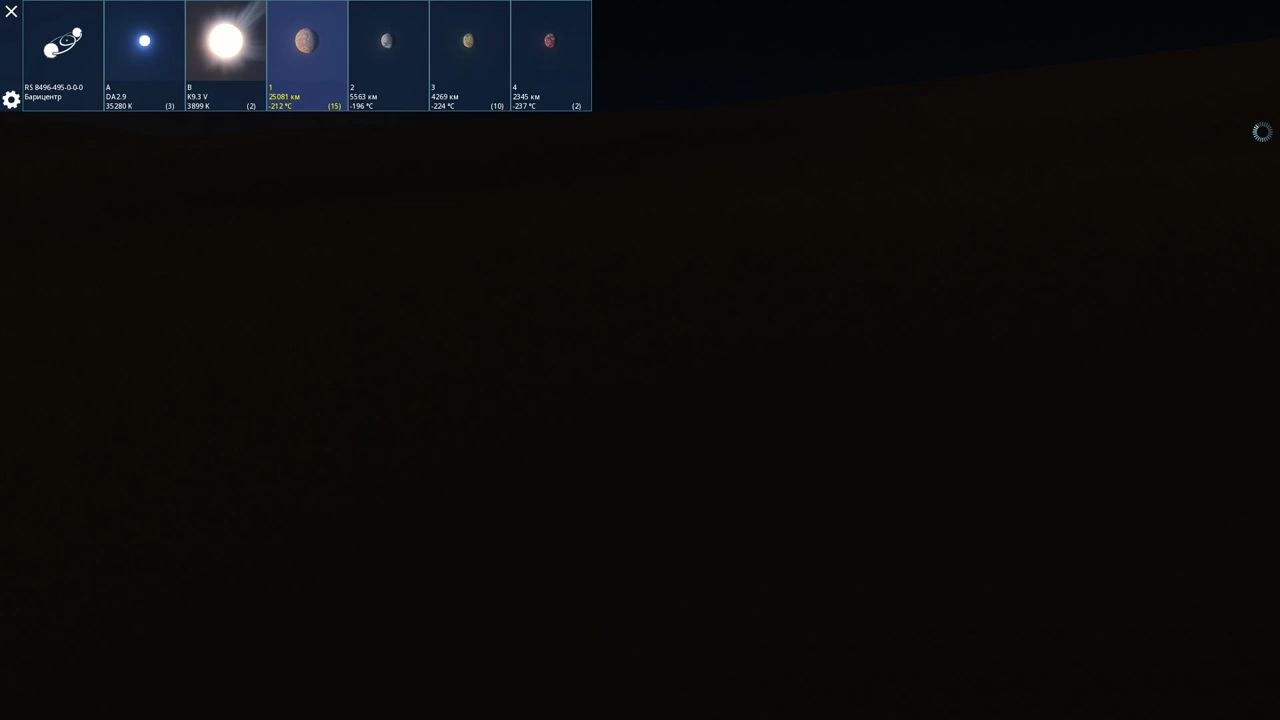 RS 8496-495-0-0-0
Барицентр
A
DA2.9
35280 K (3)
B
K9.3 V
3899 K (2)
1
25081 км
-212 °C (15)
2
5563 км
-196 °C
3
4269 км
-224 °C (10)
4
2345 км
-237 °C (2)